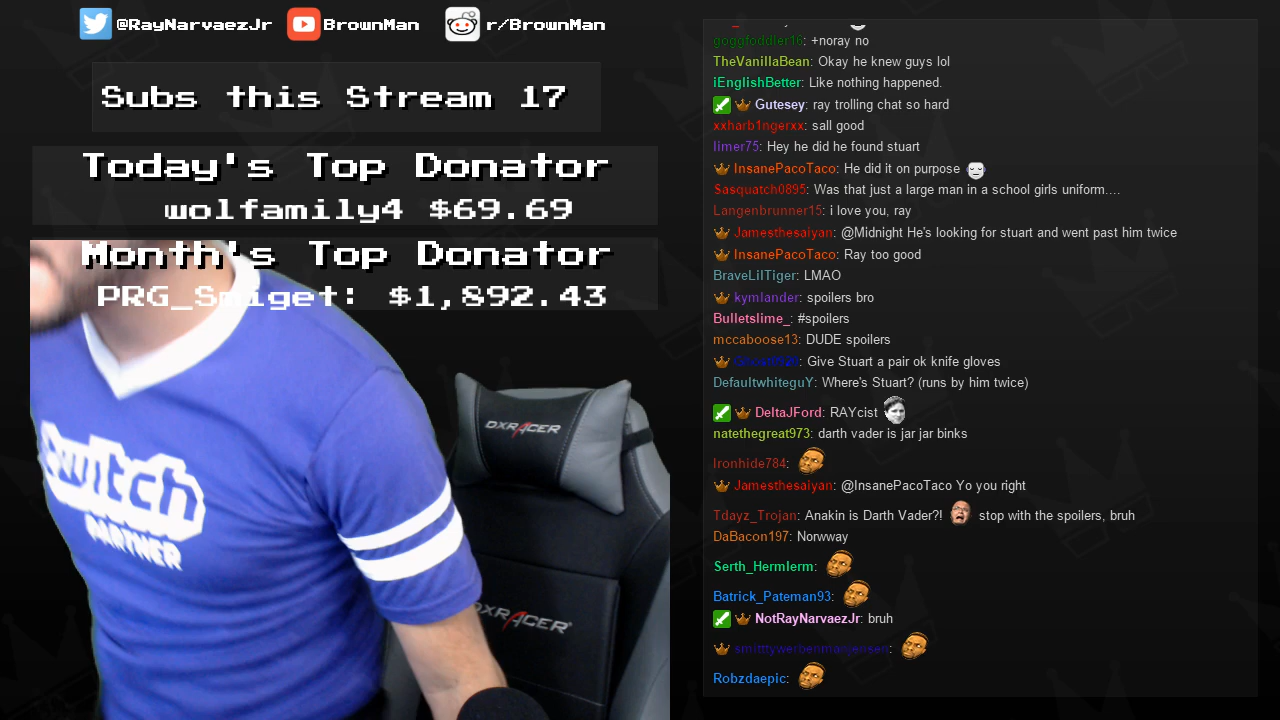 @RayNarvaezJr BrownMan r/BrownMan
Subs this Stream 17
Today's Top Donator
wolfamily4 $69.69
Month's Top Donator
PRG_Smiget: $1,892.43
twitch
PARTNER
DXRACER
DXRACER
goggfoddler16: +noray no
TheVanillaBean: Okay he knew guys lol
iEnglishBetter: Like nothing happened.
Gutesey: ray trolling chat so hard
xxharb1ngerxx: sall good
limer75: Hey he did he found stuart
InsanePacoTaco: He did it on purpose
Sasquatch0895: Was that just a large man in a school girls uniform....
Langenbrunner15: i love you, ray
Jamesthesaiyan: @Midnight He's looking for stuart and went past him twice
InsanePacoTaco: Ray too good
BraveLilTiger: LMAO
kymlander: spoilers bro
Bulletslime_: #spoilers
mccaboose13: DUDE spoilers
: Give Stuart a pair ok knife gloves
DefaultwhiteguY: Where's Stuart? (runs by him twice)
DeltaJFord: RAYcist
natethegreat973: darth vader is jar jar binks
Ironhide784:
Jamesthesaiyan: @InsanePacoTaco Yo you right
Tdayz_Trojan: Anakin is Darth Vader?! stop with the spoilers, bruh
DaBacon197: Norwway
Serth_Hermlerm:
Batrick_Pateman93:
NotRayNarvaezJr: bruh
smitttywerbenmanjensen:
Robzdaepic: